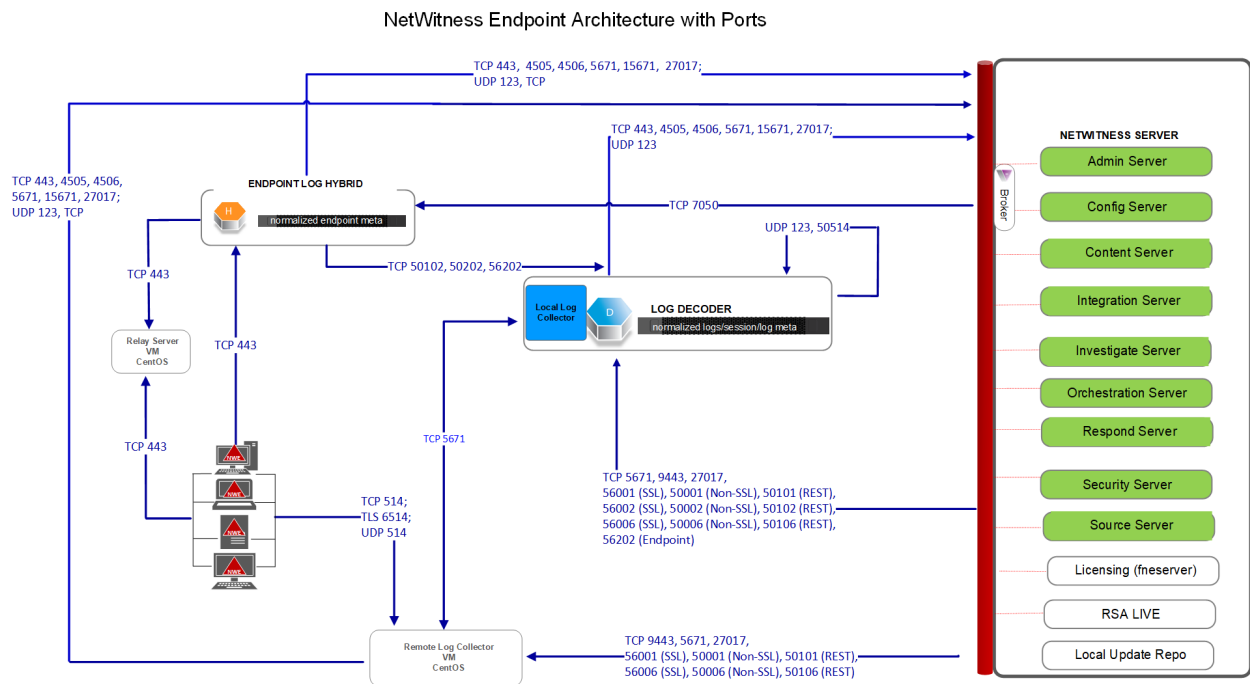 NetWitness Endpoint Architecture with Ports
TCP 443, 4505, 4506, 5671, 15671, 27017;
UDP 123, TCP
TCP 443, 4505, 4506, 5671, 15671, 27017;
UDP 123
TCP 443, 4505, 4506,
5671, 15671, 27017;
UDP 123, TCP
ENDPOINT LOG HYBRID
H
normalized endpoint meta
TCP 7050
UDP 123, 50514
TCP 443
TCP 50102, 50202, 56202
Local Log
Collector
D
LOG DECODER
normalized logs/session/log meta
Relay Server
VM
CentOS
TCP 443
TCP 443
TCP 5671
NWE
NWE
NWE
NWE
TCP 514;
TLS 6514;
UDP 514
TCP 5671, 9443, 27017,
56001 (SSL), 50001 (Non-SSL), 50101 (REST),
56002 (SSL), 50002 (Non-SSL), 50102 (REST),
56006 (SSL), 50006 (Non-SSL), 50106 (REST),
56202 (Endpoint)
Remote Log Collector
VM
CentOS
TCP 9443, 5671, 27017,
56001 (SSL), 50001 (Non-SSL), 50101 (REST),
56006 (SSL), 50006 (Non-SSL), 50106 (REST)
NETWITNESS SERVER
Broker
Admin Server
Config Server
Content Server
Integration Server
Investigate Server
Orchestration Server
Respond Server
Security Server
Source Server
Licensing (fneserver)
RSA LIVE
Local Update Repo